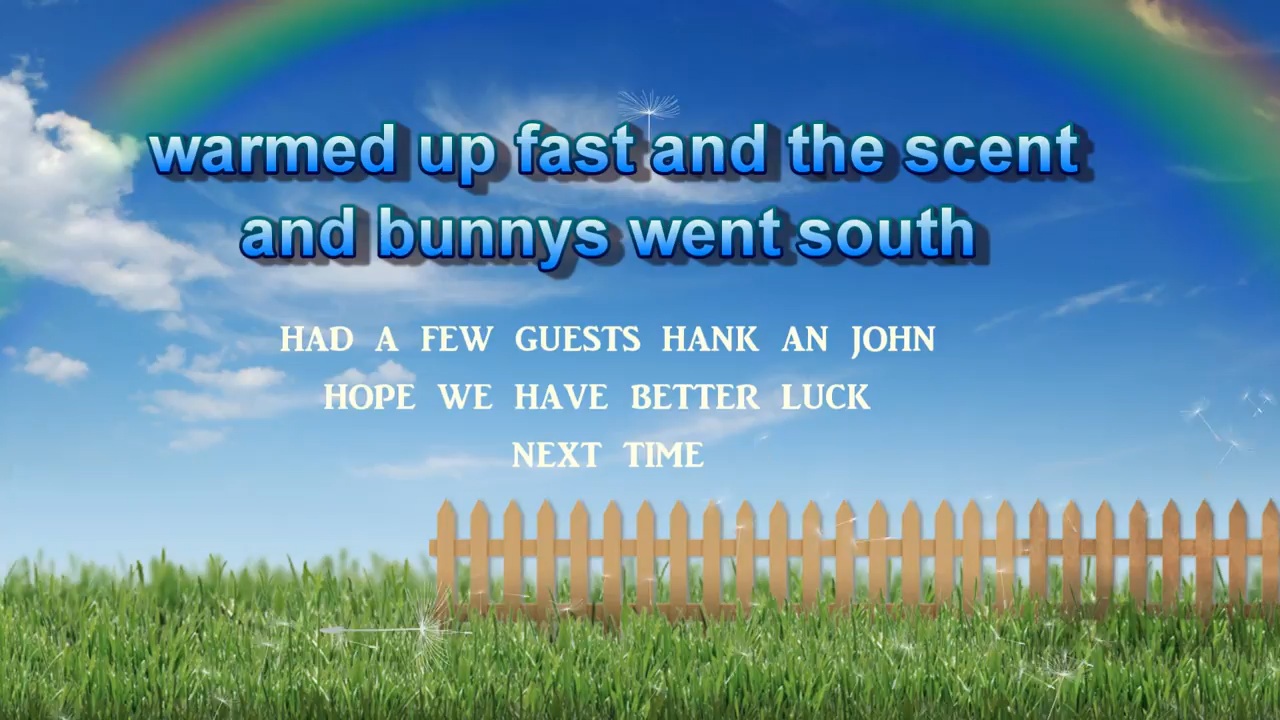 warmed up fast and the scent
and bunnys went south
HAD A FEW GUESTS HANK AN JOHN
HOPE WE HAVE BETTER LUCK
NEXT TIME